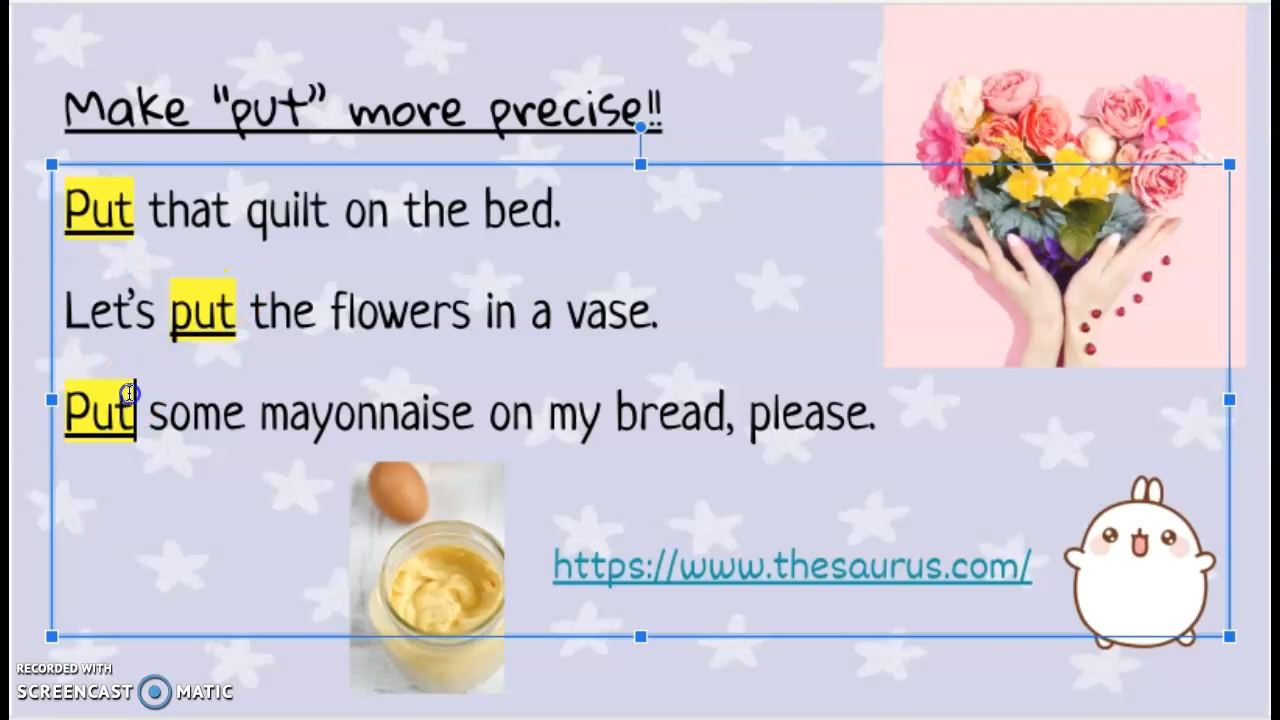 Make "put" more precise!!
Put that quilt on the bed.
Let's put the flowers in a vase.
Put some mayonnaise on my bread, please.
https://www.thesaurus.com/
RECORDED WITH
SCREENCAST MATIC